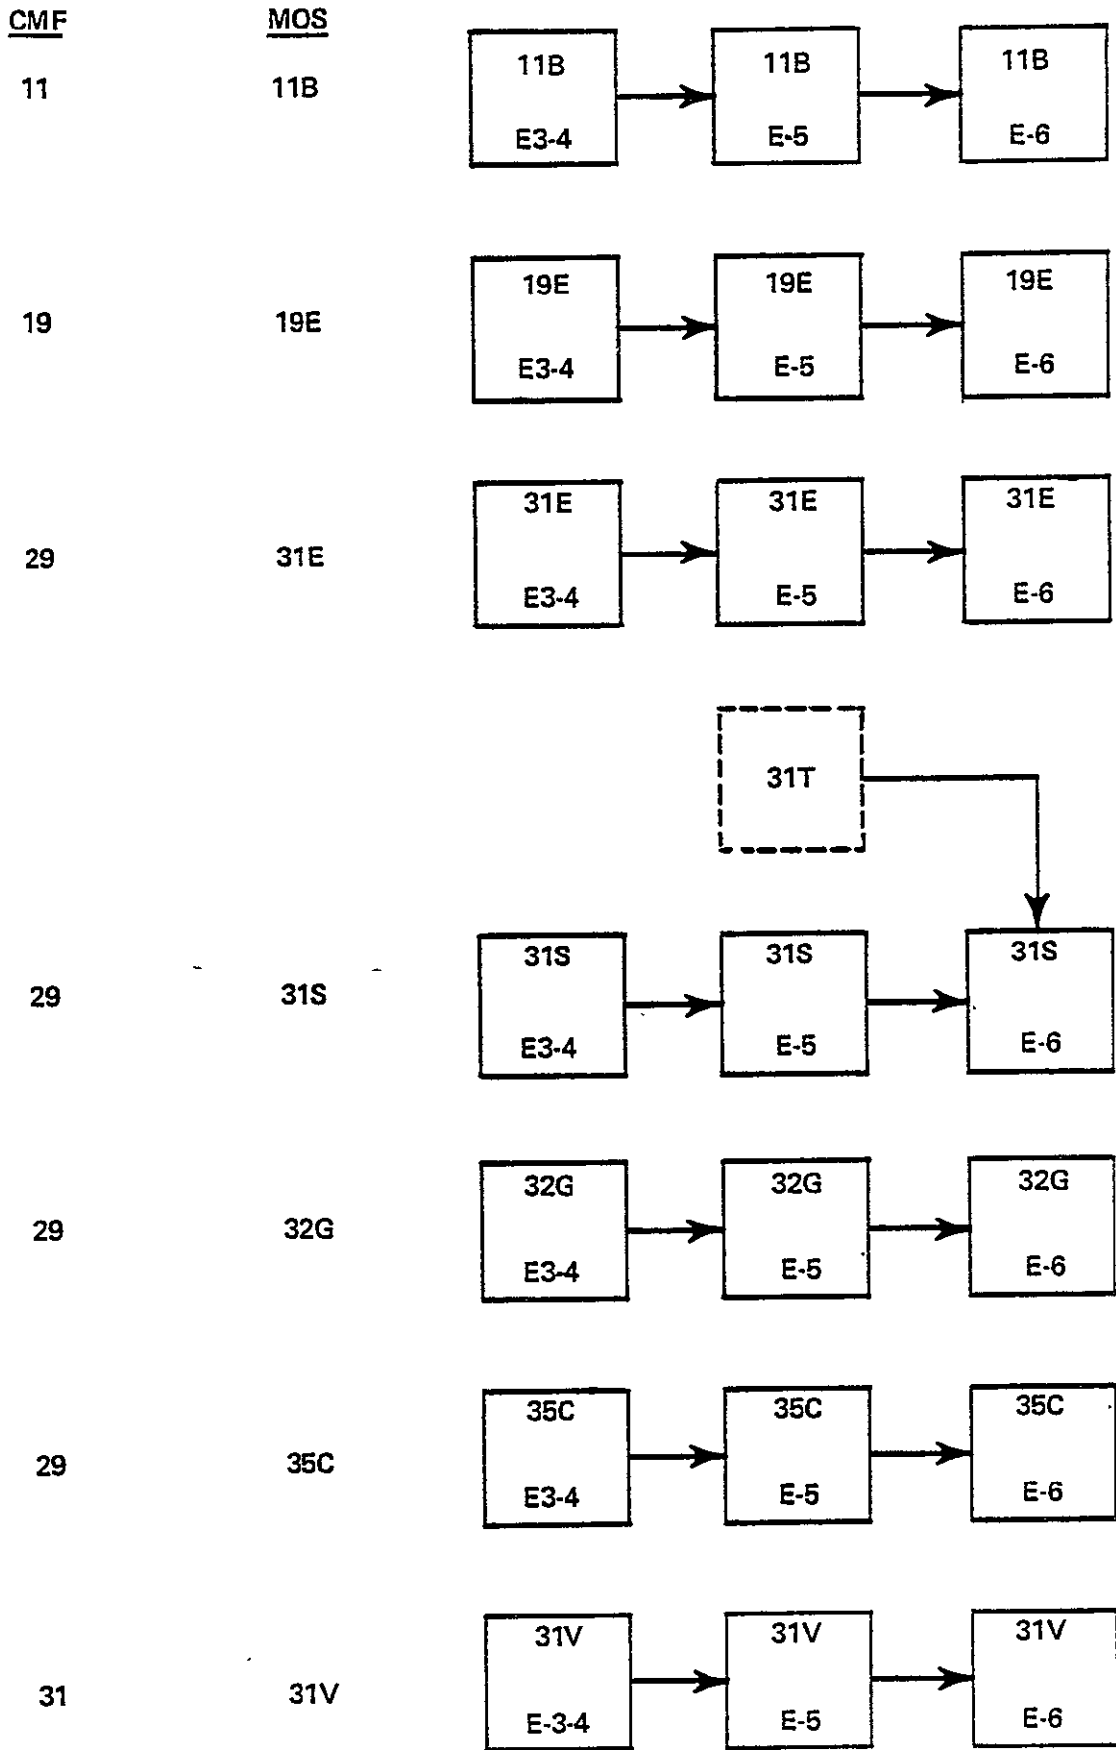 CMF MOS
11 11B 11B 11B 11B
E3-4 E-5 E-6
19 19E 19E 19E 19E
E3-4 E-5 E-6
29 31E 31E 31E 31E
E3-4 E-5 E-6
31T
29 31S 31S 31S 31S
E3-4 E-5 E-6
29 32G 32G 32G 32G
E3-4 E-5 E-6
29 35C 35C 35C 35C
E3-4 E-5 E-6
31 31V 31V 31V 31V
E-3-4 E-5 E-6